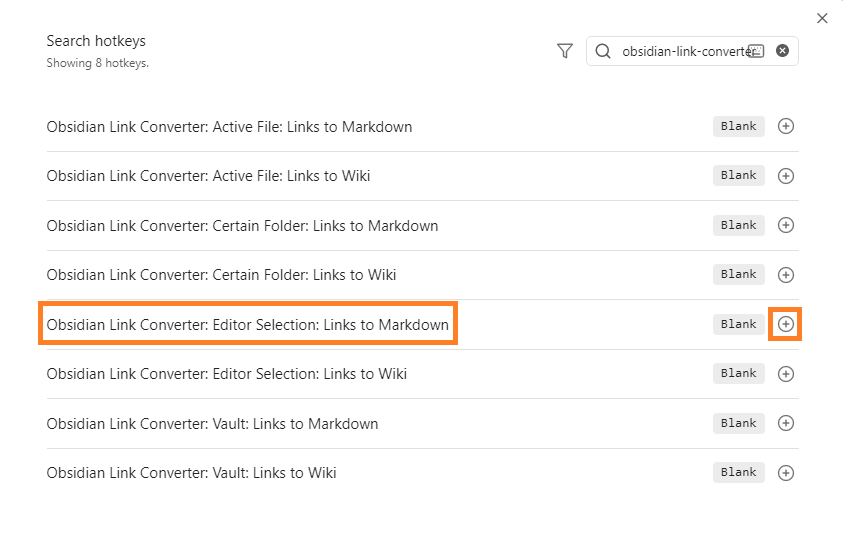 Search hotkeys
Showing 8 hotkeys.
obsidian-link-converter
Obsidian Link Converter: Active File: Links to Markdown Blank
Obsidian Link Converter: Active File: Links to Wiki Blank
Obsidian Link Converter: Certain Folder: Links to Markdown Blank
Obsidian Link Converter: Certain Folder: Links to Wiki Blank
Obsidian Link Converter: Editor Selection: Links to Markdown Blank
Obsidian Link Converter: Editor Selection: Links to Wiki Blank
Obsidian Link Converter: Vault: Links to Markdown Blank
Obsidian Link Converter: Vault: Links to Wiki Blank